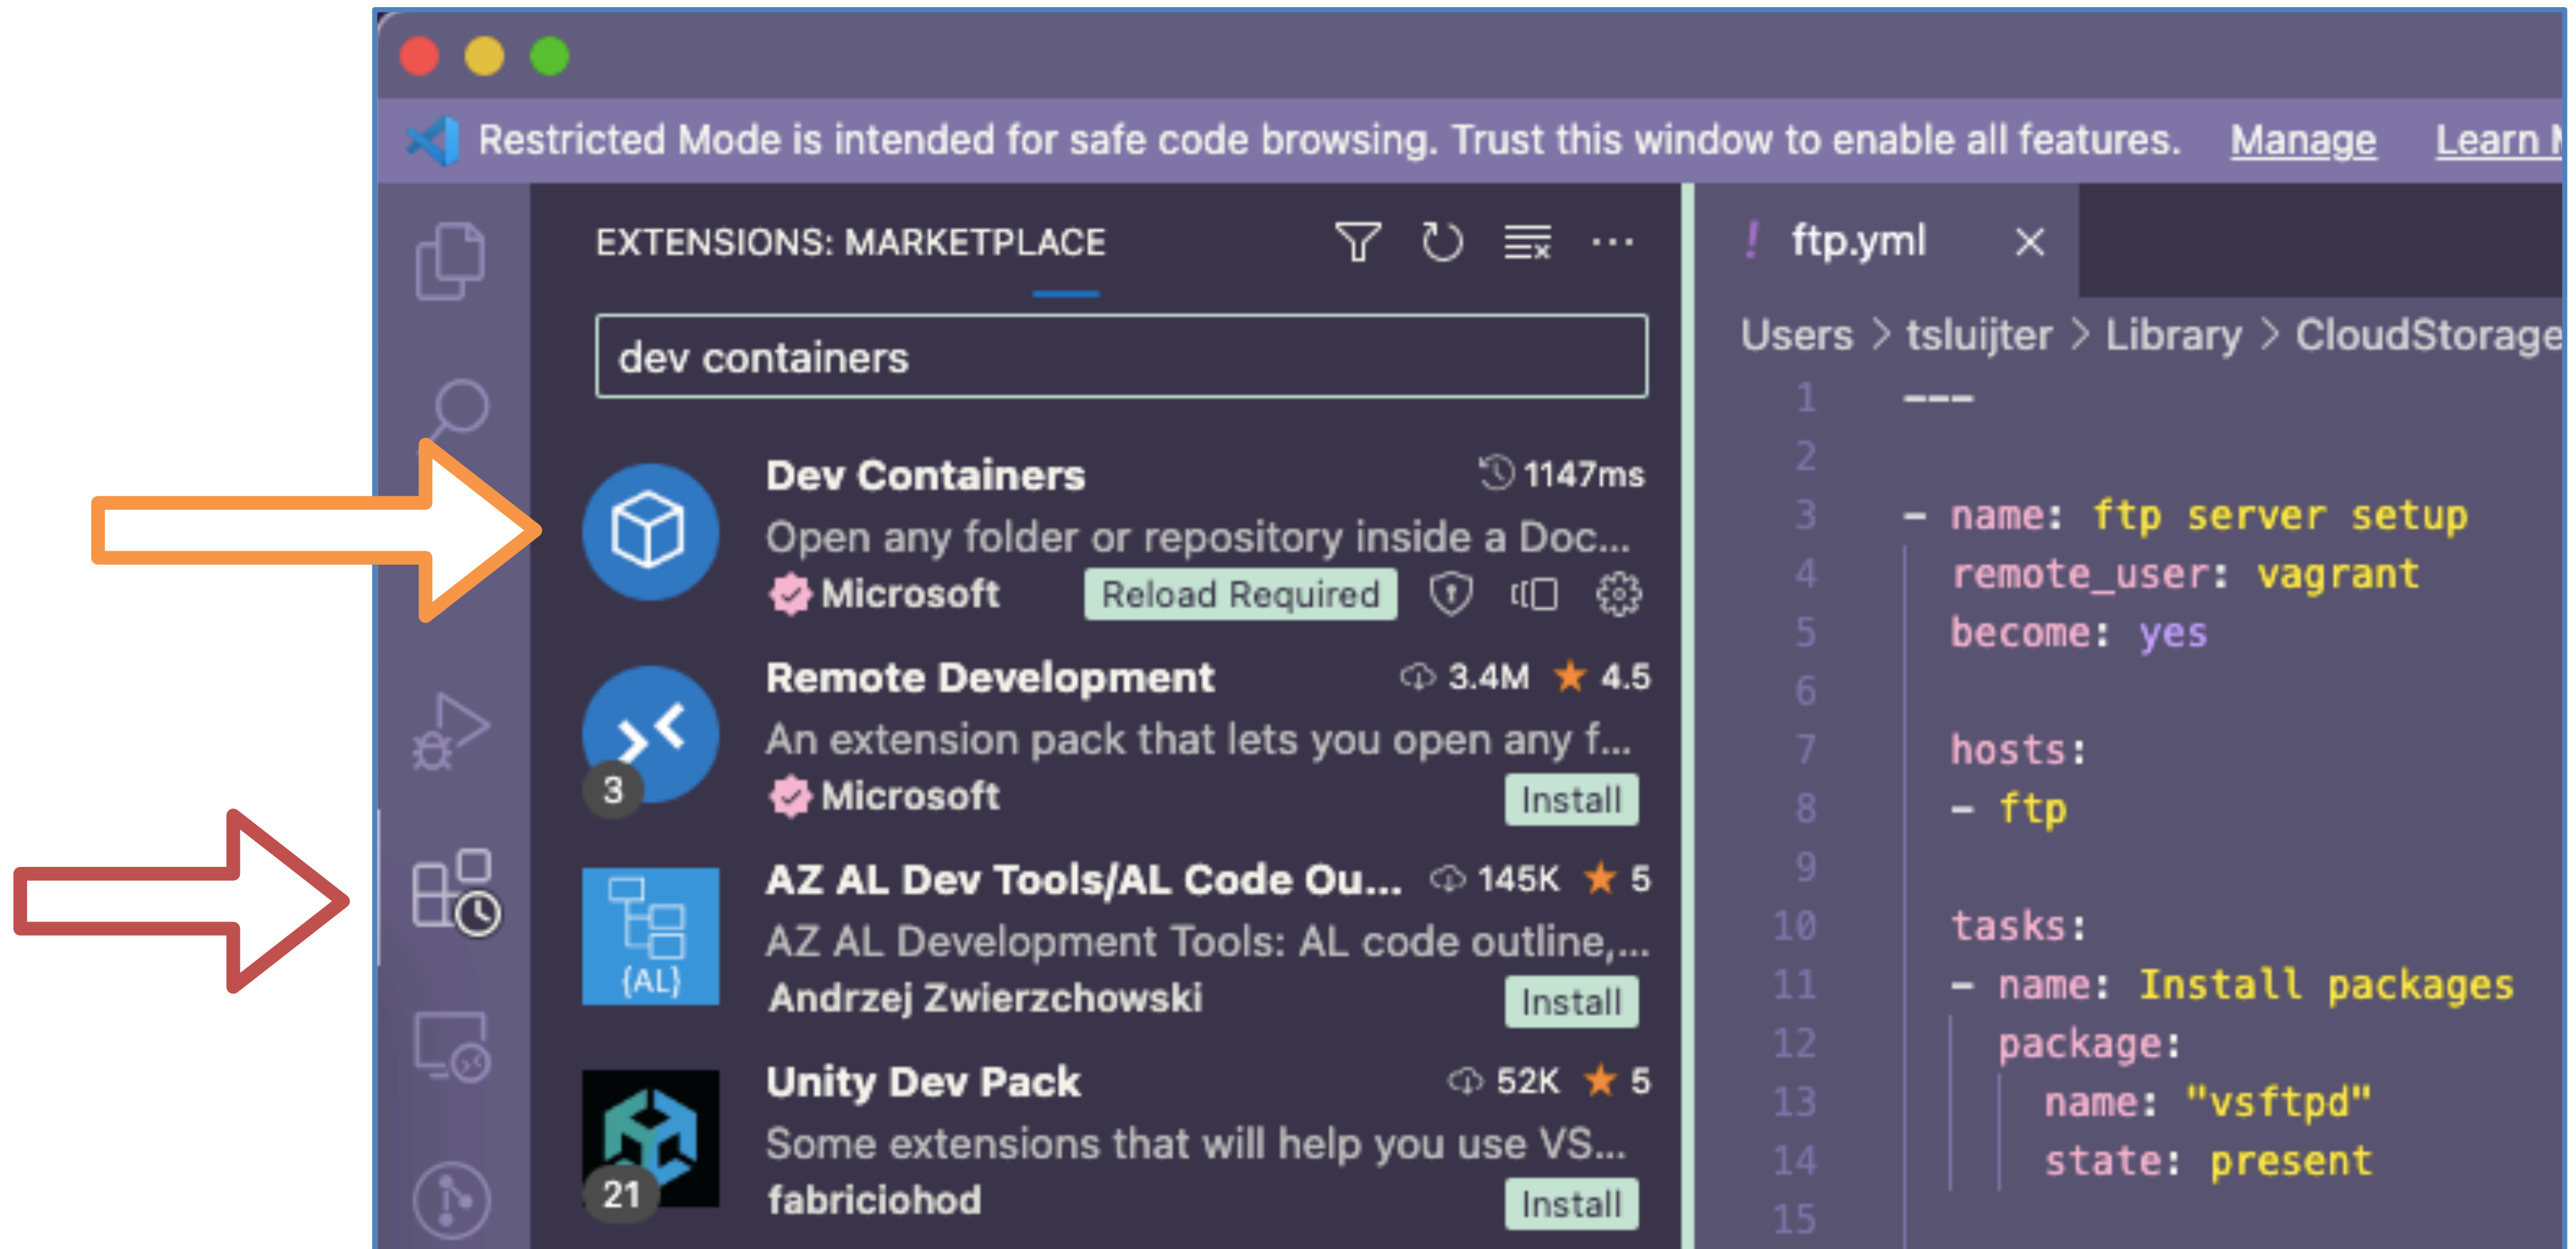 Restricted Mode is intended for safe code browsing. Trust this window to enable all features. Manage Learn
EXTENSIONS: MARKETPLACE
dev containers
Dev Containers 1147ms
Open any folder or repository inside a Doc...
Microsoft Reload Required
Remote Development 3.4M 4.5
An extension pack that lets you open any f...
3 Microsoft Install
AZ AL Dev Tools/AL Code Ou... 145K 5
AZ AL Development Tools: AL code outline,...
{AL} Andrzej Zwierzchowski Install
Unity Dev Pack 52K 5
Some extensions that will help you use VS...
21 fabriciohod Install
! ftp.yml
Users > tsluijter > Library > CloudStorage
1 ---
2
3 - name: ftp server setup
4 remote_user: vagrant
5 become: yes
6
7 hosts:
8 - ftp
9
10 tasks:
11 - name: Install packages
12 package:
13 name: "vsftpd"
14 state: present
15